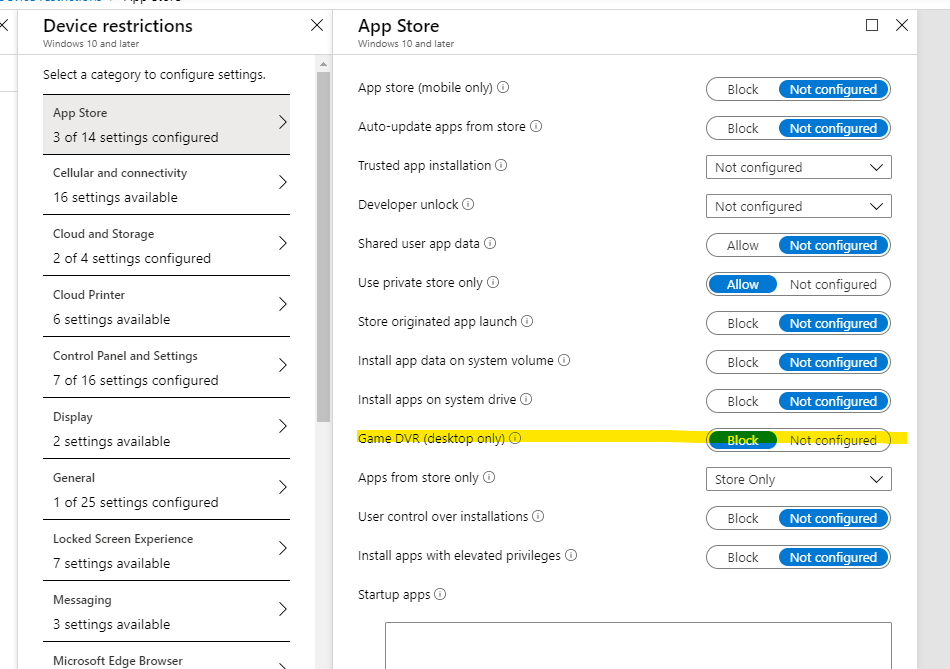 Device restrictions
Windows 10 and later
Select a category to configure settings.
App Store
3 of 14 settings configured
Cellular and connectivity
16 settings available
Cloud and Storage
2 of 4 settings configured
Cloud Printer
6 settings available
Control Panel and Settings
7 of 16 settings configured
Display
2 settings available
General
1 of 25 settings configured
Locked Screen Experience
7 settings available
Messaging
3 settings available
Microsoft Edge Browser
App Store
Windows 10 and later
App store (mobile only) Block Not configured
Auto-update apps from store Block Not configured
Trusted app installation Not configured
Developer unlock Not configured
Shared user app data Allow Not configured
Use private store only Allow Not configured
Store originated app launch Block Not configured
Install app data on system volume Block Not configured
Install apps on system drive Block Not configured
Game DVR (desktop only) Block Not configured
Apps from store only Store Only
User control over installations Block Not configured
Install apps with elevated privileges Block Not configured
Startup apps